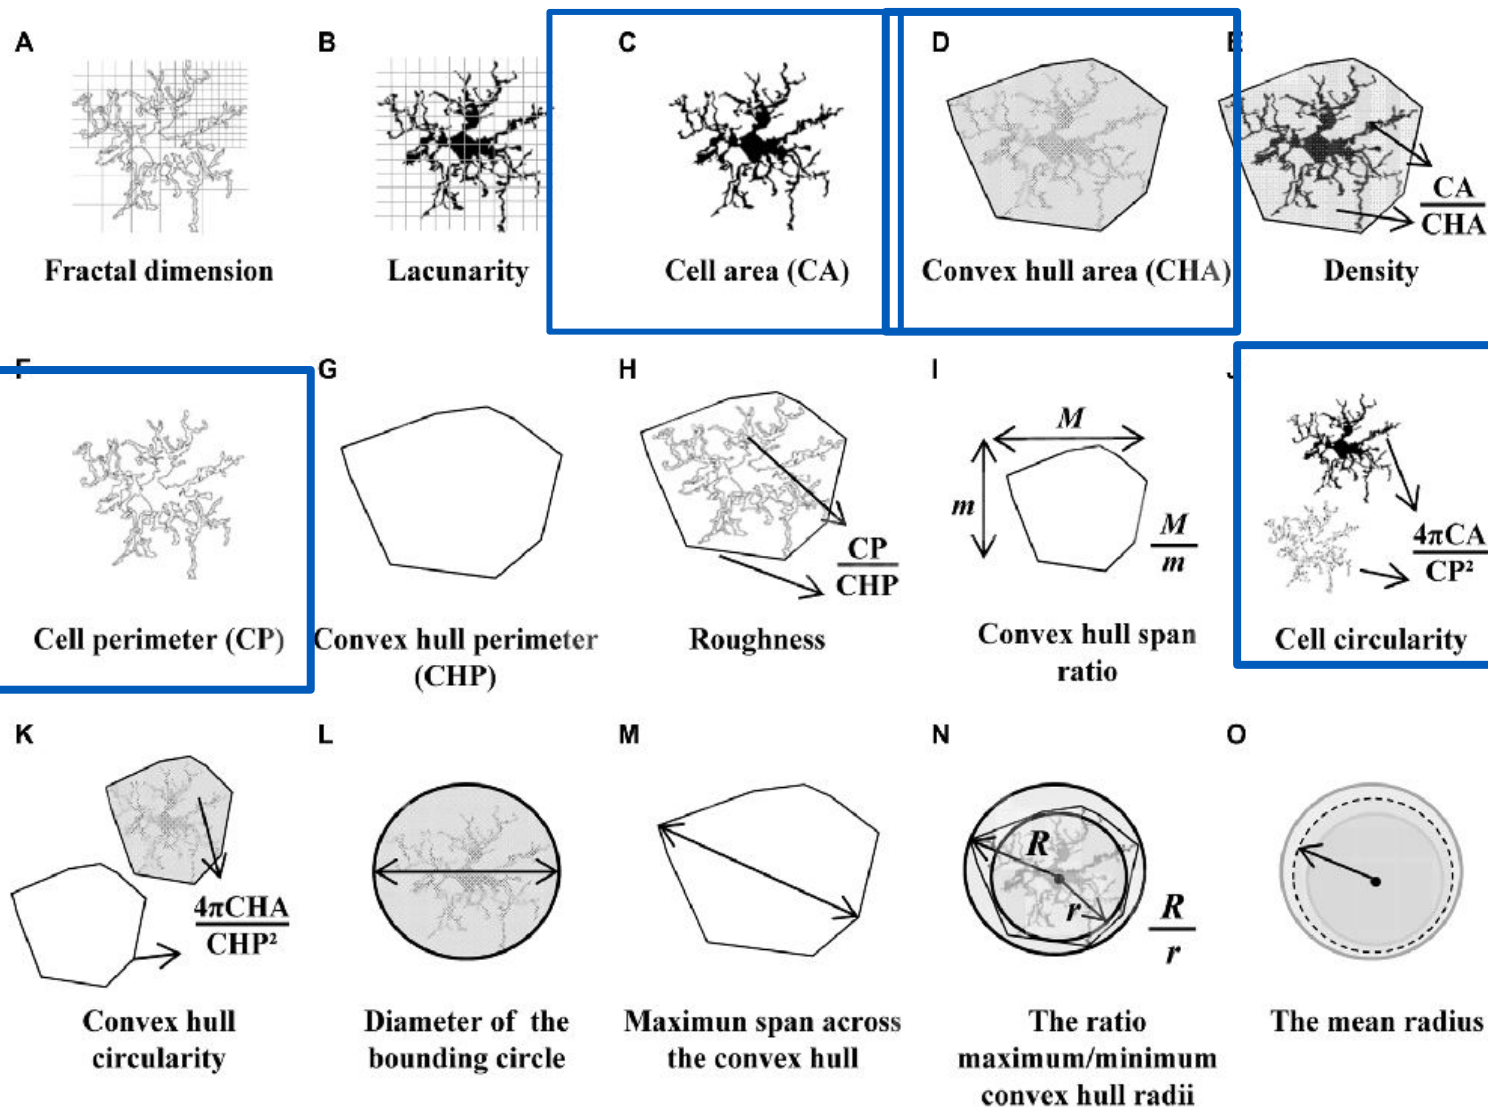 A
B
C
D
E
CA
CHA
Fractal dimension
Lacunarity
Cell area (CA)
Convex hull area (CHA)
Density
F
G
H
I
J
M
m
M
m
CP
CHP
4πCA
CP²
Cell perimeter (CP)
Convex hull perimeter
(CHP)
Roughness
Convex hull span
ratio
Cell circularity
K
L
M
N
O
R
r
R
r
4πCHA
CHP²
Convex hull
circularity
Diameter of the
bounding circle
Maximun span across
the convex hull
The ratio
maximum/minimum
convex hull radii
The mean radius